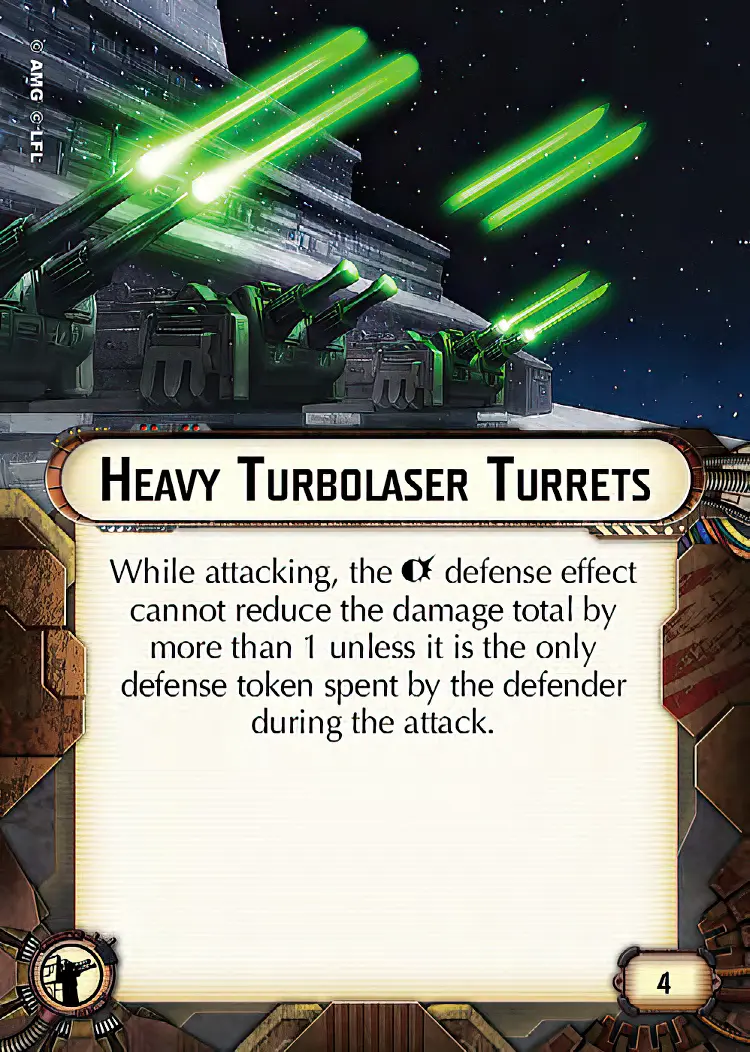 © AMG © LFL
HEAVY TURBOLASER TURRETS
While attacking, the defense effect
cannot reduce the damage total by
more than 1 unless it is the only
defense token spent by the defender
during the attack.
4